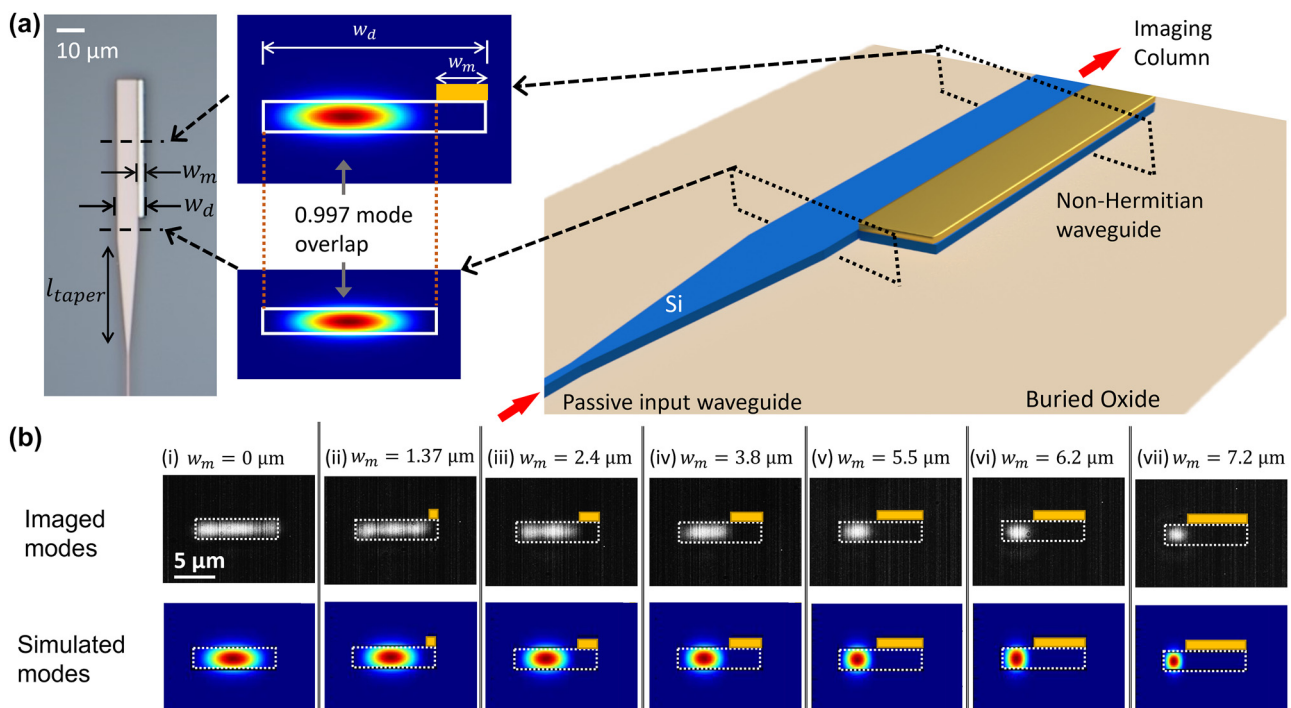 (a)
10 μm
w_m
w_d
l_taper
w_d
w_m
0.997 mode
overlap
Imaging
Column
Non-Hermitian
waveguide
Si
Passive input waveguide
Buried Oxide
(b)
(i) w_m = 0 μm
(ii) w_m = 1.37 μm
(iii) w_m = 2.4 μm
(iv) w_m = 3.8 μm
(v) w_m = 5.5 μm
(vi) w_m = 6.2 μm
(vii) w_m = 7.2 μm
Imaged
modes
5 μm
Simulated
modes